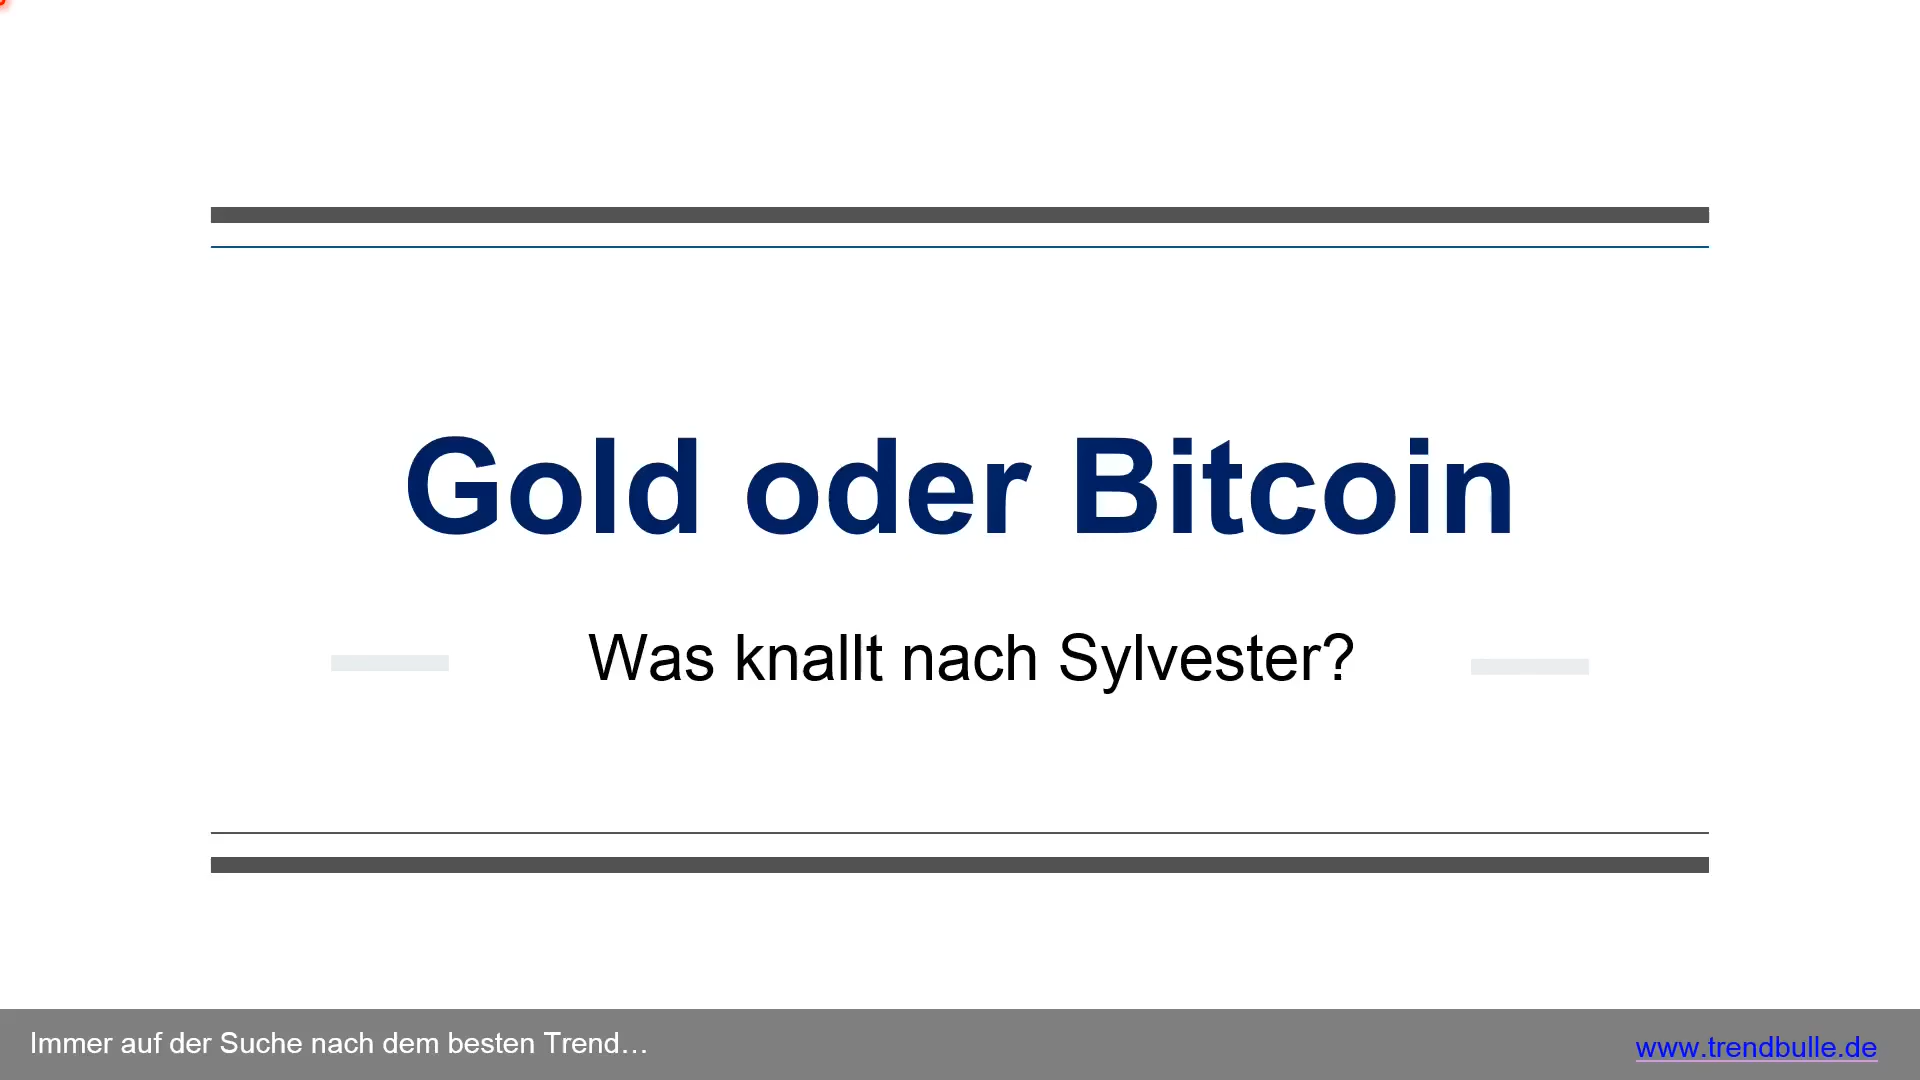 Gold oder Bitcoin
Was knallt nach Sylvester?
Immer auf der Suche nach dem besten Trend…
www.trendbulle.de